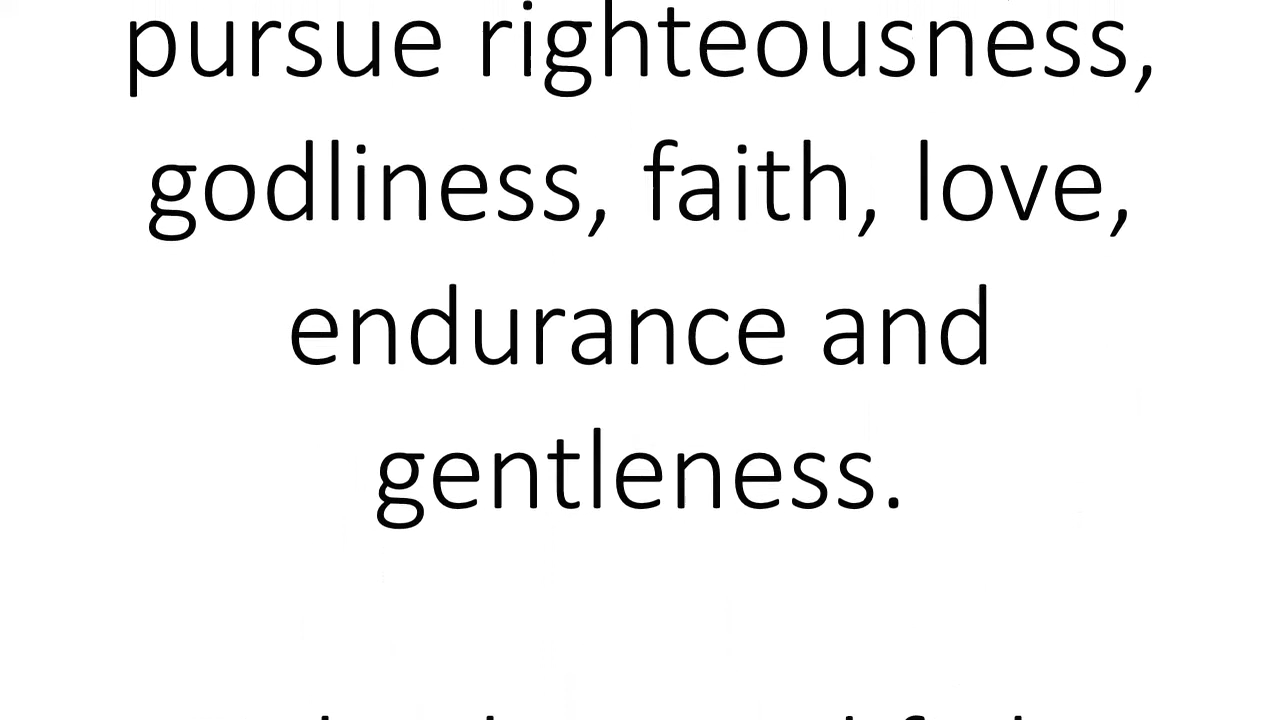 pursue righteousness,
godliness, faith, love,
endurance and
gentleness.